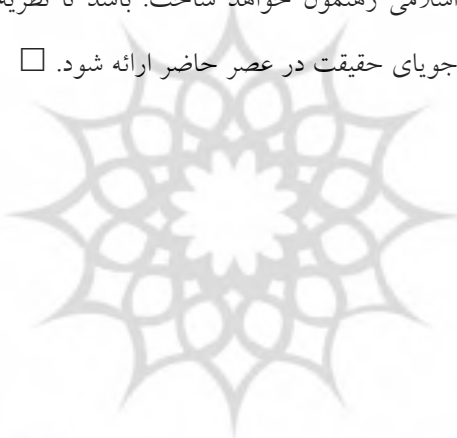 اسلامی رهنمون خواهد ساخت. باشد تا نظریه
جویای حقیقت در عصر حاضر ارائه شود. □